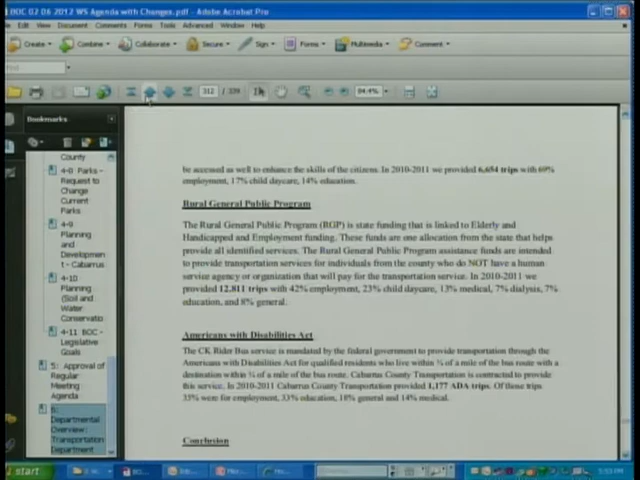 BOC 02 06 2012 WS Agenda with Changes.pdf - Adobe Acrobat Pro
Edit View Document Comments Forms Tools Advanced Window Help
Create Combine Collaborate Secure Sign Forms Multimedia Comment
Find
312 / 339 84.4%
Bookmarks
County
4-8 Parks -
Request to
Change
Current
Parks
4-9
Planning
and
Developmen
t - Cabarrus
4-10
Planning
(Soil and
Water
Conservatio
4-11 BOC -
Legislative
Goals
5: Approval of
Regular
Meeting
Agenda
6:
Departmental
Overview:
Transportation
Department
be accessed as well to enhance the skills of the citizens. In 2010-2011 we provided 6,694 trips with 69%
employment, 17% child daycare, 14% education.
Rural General Public Program
The Rural General Public Program (RGP) is state funding that is linked to Elderly and
Handicapped and Employment funding. These funds are one allocation from the state that helps
provide all identified services. The Rural General Public Program assistance funds are intended
to provide transportation services for individuals from the county who do NOT have a human
service agency or organization that will pay for the transportation service. In 2010-2011 we
provided 12,811 trips with 42% employment, 23% child daycare, 13% medical, 7% dialysis, 7%
education, and 8% general.
Americans with Disabilities Act
The CK Rider Bus service is mandated by the federal government to provide transportation through the
Americans with Disabilities Act for qualified residents who live within ¾ of a mile of the bus route with a
destination within ¾ of a mile of the bus route. Cabarrus County Transportation is contracted to provide
this service. In 2010-2011 Cabarrus County Transportation provided 1,177 ADA trips. Of those trips
35% were for employment, 33% education, 18% general and 14% medical.
Conclusion
start
5:53 PM